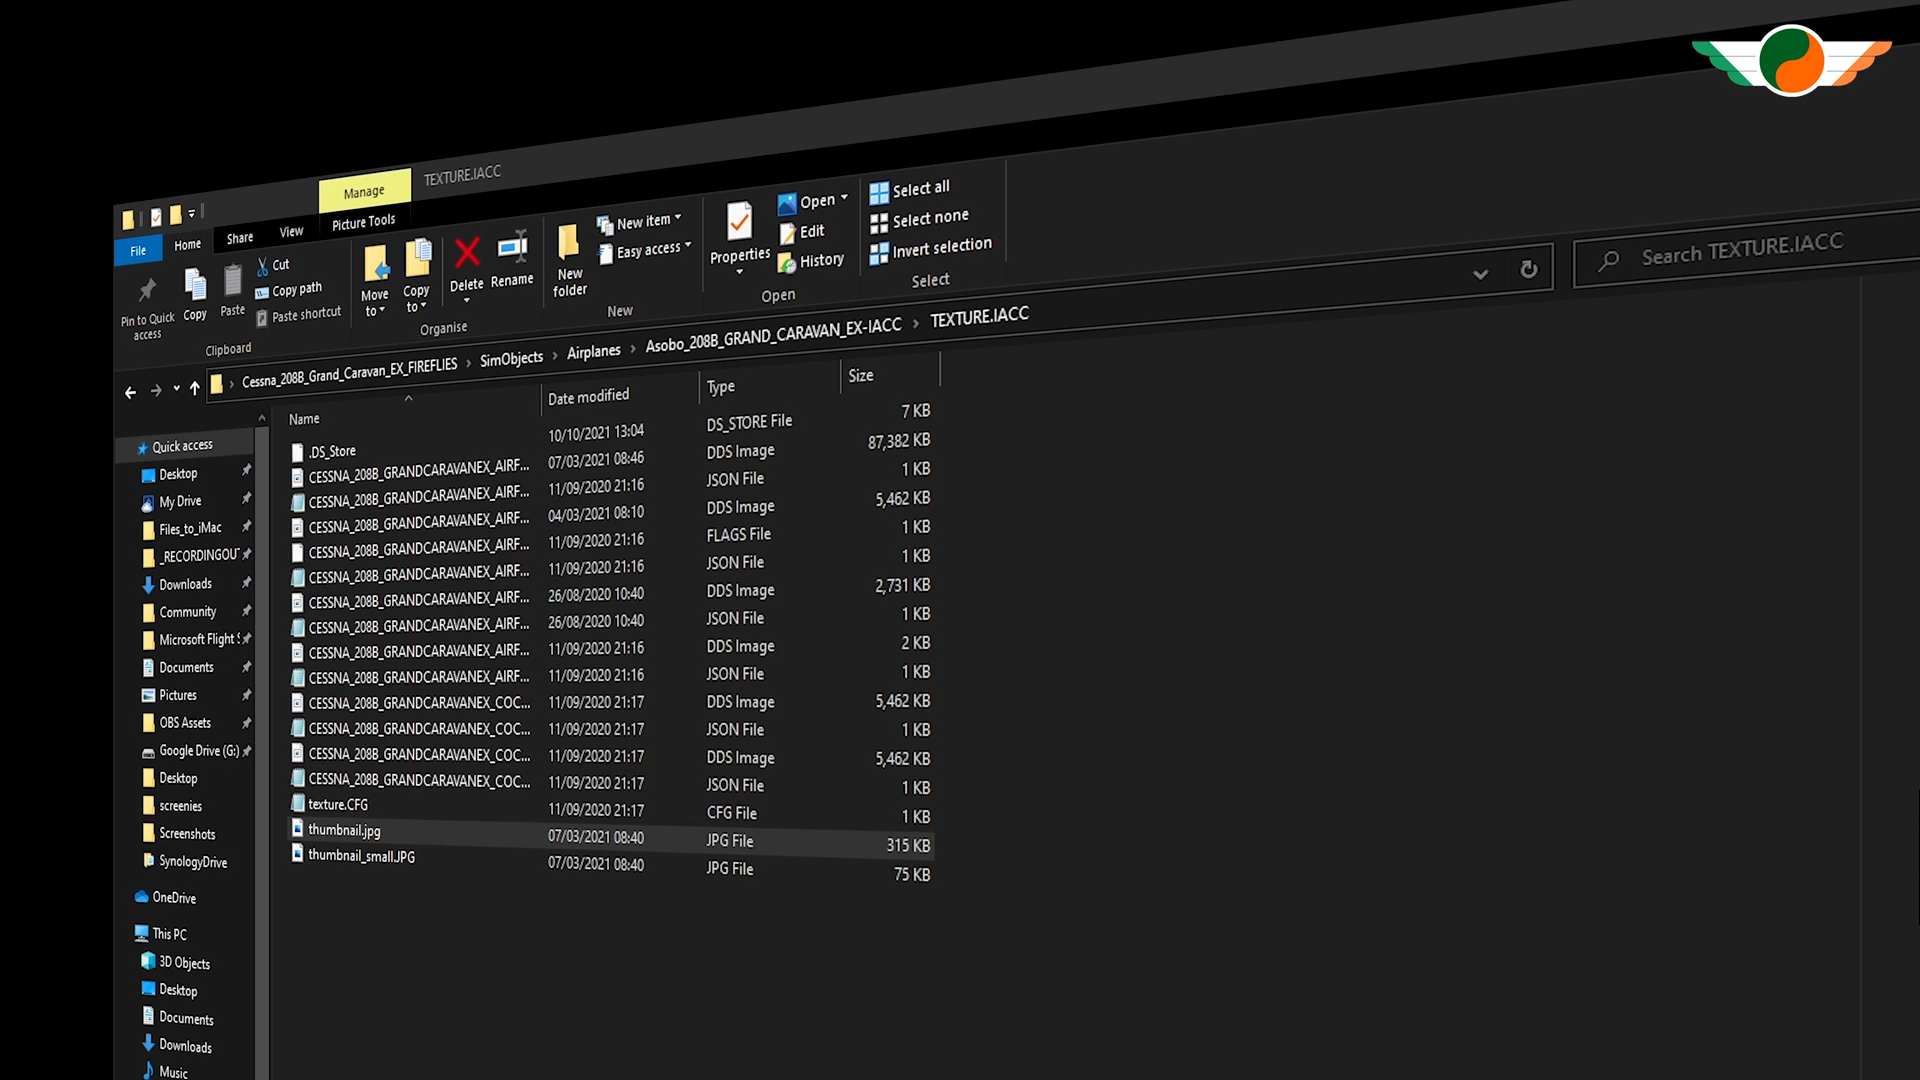 TEXTURE.IACC
Manage
File
Home
Share
View
Picture Tools
Pin to Quick access
Copy
Paste
Cut
Copy path
Paste shortcut
Clipboard
Move to
Copy to
Delete
Rename
Organise
New folder
New item
Easy access
New
Properties
Open
Edit
History
Open
Select all
Select none
Invert selection
Select
Cessna_208B_Grand_Caravan_EX_FIREFLIES › SimObjects › Airplanes › Asobo_208B_GRAND_CARAVAN_EX-IACC › TEXTURE.IACC
Search TEXTURE.IACC
Name Date modified Type Size
.DS_Store 10/10/2021 13:04 DS_STORE File 7 KB
CESSNA_208B_GRANDCARAVANEX_AIRF... 07/03/2021 08:46 DDS Image 87,382 KB
CESSNA_208B_GRANDCARAVANEX_AIRF... 11/09/2020 21:16 JSON File 1 KB
CESSNA_208B_GRANDCARAVANEX_AIRF... 04/03/2021 08:10 DDS Image 5,462 KB
CESSNA_208B_GRANDCARAVANEX_AIRF... 11/09/2020 21:16 FLAGS File 1 KB
CESSNA_208B_GRANDCARAVANEX_AIRF... 11/09/2020 21:16 JSON File 1 KB
CESSNA_208B_GRANDCARAVANEX_AIRF... 26/08/2020 10:40 DDS Image 2,731 KB
CESSNA_208B_GRANDCARAVANEX_AIRF... 26/08/2020 10:40 JSON File 1 KB
CESSNA_208B_GRANDCARAVANEX_AIRF... 11/09/2020 21:16 DDS Image 2 KB
CESSNA_208B_GRANDCARAVANEX_AIRF... 11/09/2020 21:16 JSON File 1 KB
CESSNA_208B_GRANDCARAVANEX_COC... 11/09/2020 21:17 DDS Image 5,462 KB
CESSNA_208B_GRANDCARAVANEX_COC... 11/09/2020 21:17 JSON File 1 KB
CESSNA_208B_GRANDCARAVANEX_COC... 11/09/2020 21:17 DDS Image 5,462 KB
CESSNA_208B_GRANDCARAVANEX_COC... 11/09/2020 21:17 JSON File 1 KB
texture.CFG 11/09/2020 21:17 CFG File 1 KB
thumbnail.jpg 07/03/2021 08:40 JPG File 315 KB
thumbnail_small.JPG 07/03/2021 08:40 JPG File 75 KB
Quick access
Desktop
My Drive
Files_to_iMac
_RECORDINGOUT
Downloads
Community
Microsoft Flight S
Documents
Pictures
OBS Assets
Google Drive (G:)
Desktop
screenies
Screenshots
SynologyDrive
OneDrive
This PC
3D Objects
Desktop
Documents
Downloads
Music